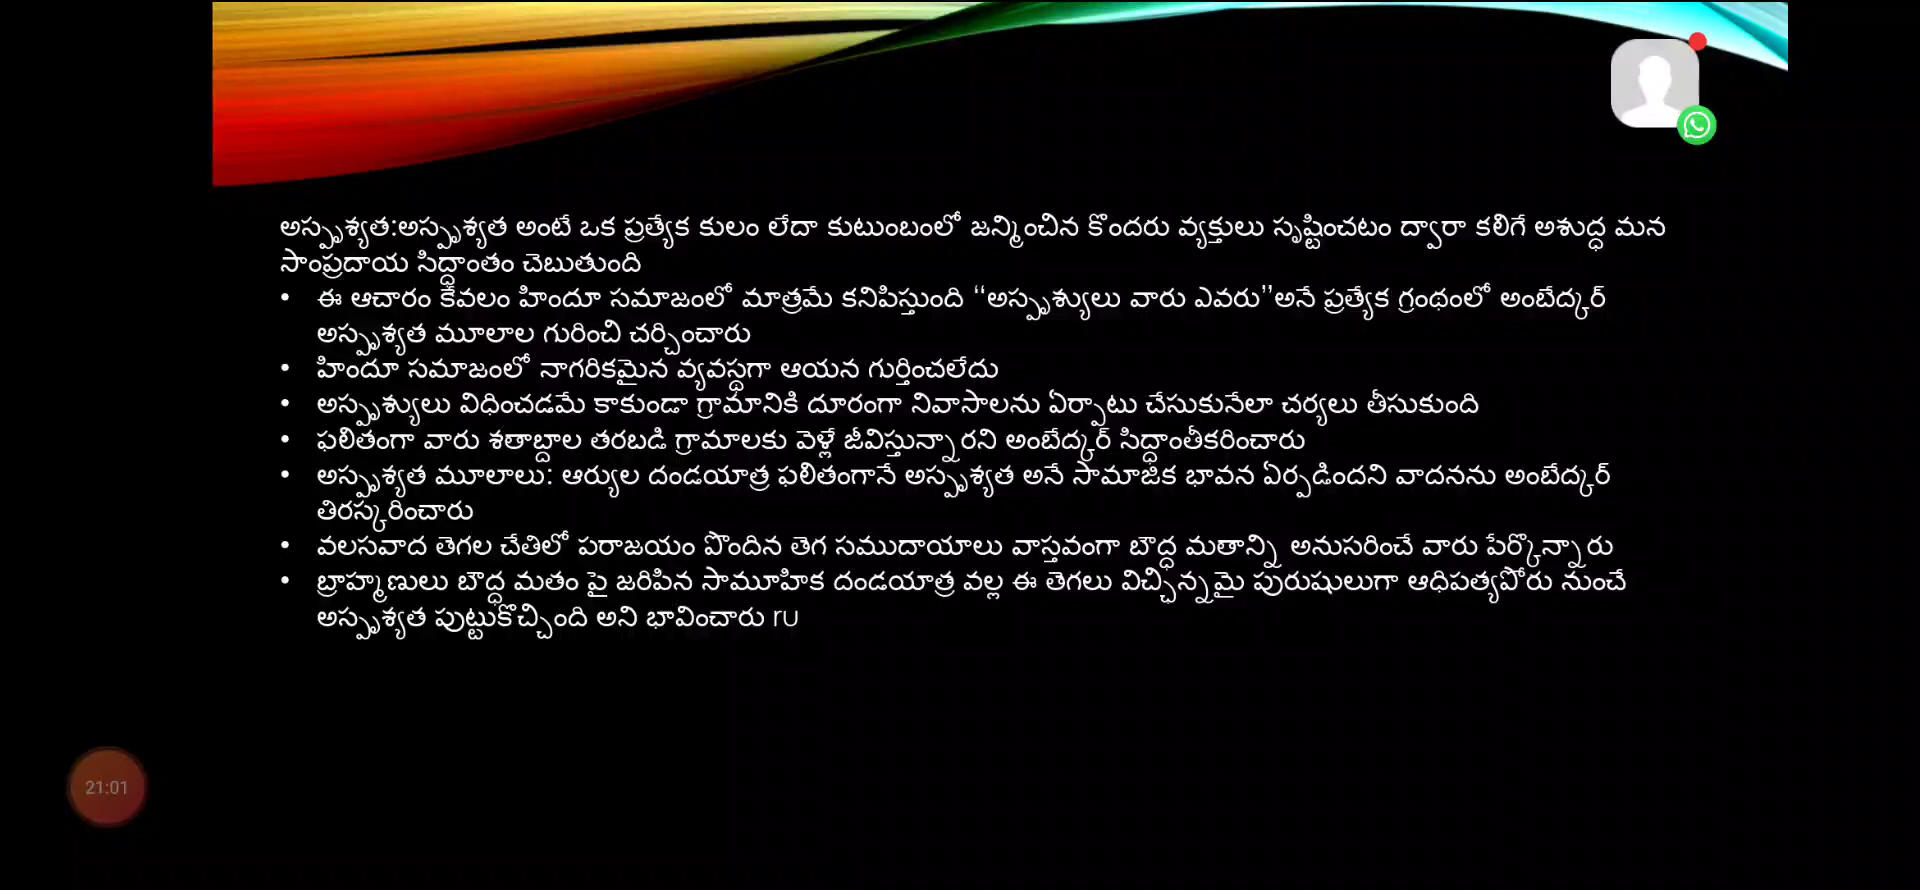 అస్పృశ్యత:అస్పృశ్యత అంటే ఒక ప్రత్యేక కులం లేదా కుటుంబంలో జన్మించిన కొందరు వ్యక్తులు సృష్టించటం ద్వారా కలిగే అశుద్ధ మన
సాంప్రదాయ సిద్ధాంతం చెబుతుంది
• ఈ ఆచారం కేవలం హిందూ సమాజంలో మాత్రమే కనిపిస్తుంది “అస్పృశ్యులు వారు ఎవరు”అనే ప్రత్యేక గ్రంథంలో అంబేద్కర్
అస్పృశ్యత మూలాల గురించి చర్చించారు
• హిందూ సమాజంలో నాగరికమైన వ్యవస్థగా ఆయన గుర్తించలేదు
• అస్పృశ్యులు విధించడమే కాకుండా గ్రామానికి దూరంగా నివాసాలను ఏర్పాటు చేసుకునేలా చర్యలు తీసుకుంది
• ఫలితంగా వారు శతాబ్దాల తరబడి గ్రామాలకు వెళ్లే జీవిస్తున్నారని అంబేద్కర్ సిద్ధాంతీకరించారు
• అస్పృశ్యత మూలాలు: ఆర్యుల దండయాత్ర ఫలితంగానే అస్పృశ్యత అనే సామాజిక భావన ఏర్పడిందని వాదనను అంబేద్కర్
తిరస్కరించారు
• వలసవాద తెగల చేతిలో పరాజయం పొందిన తెగ సముదాయాలు వాస్తవంగా బౌద్ధ మతాన్ని అనుసరించే వారు పేర్కొన్నారు
• బ్రాహ్మణులు బౌద్ధ మతం పై జరిపిన సామూహిక దండయాత్ర వల్ల ఈ తెగలు విచ్ఛిన్నమై పురుషులుగా ఆధిపత్యపోరు నుంచే
అస్పృశ్యత పుట్టుకొచ్చింది అని భావించారు ru
21:01